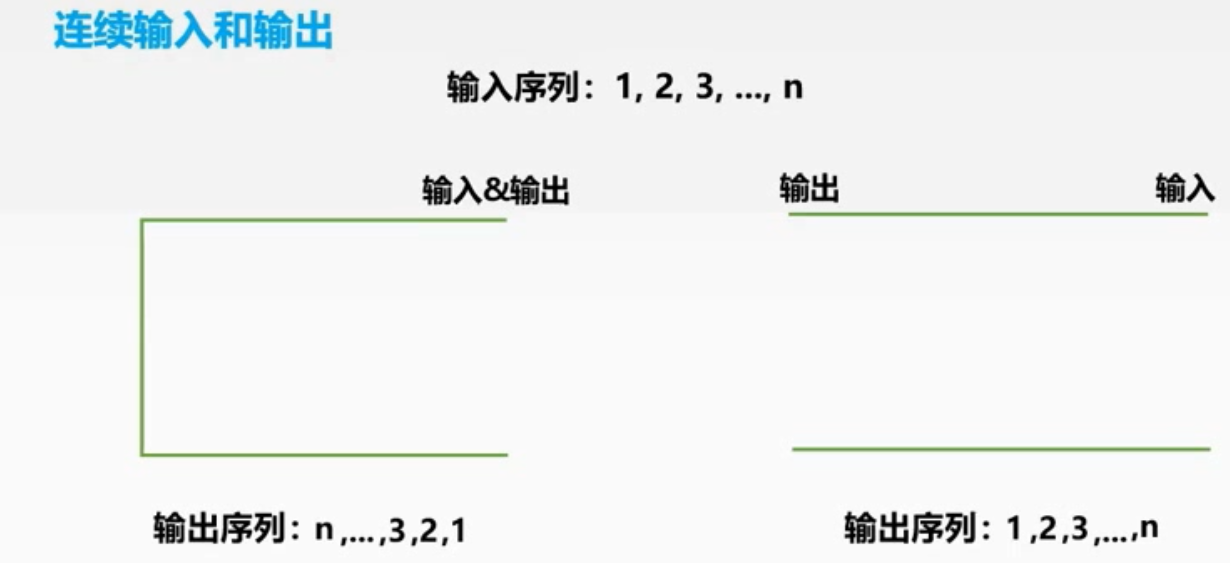 连续输入和输出
输入序列：1, 2, 3, ..., n
输入&输出
输出
输入
输出序列：n ,...,3,2,1
输出序列：1 ,2,3 ,...,n